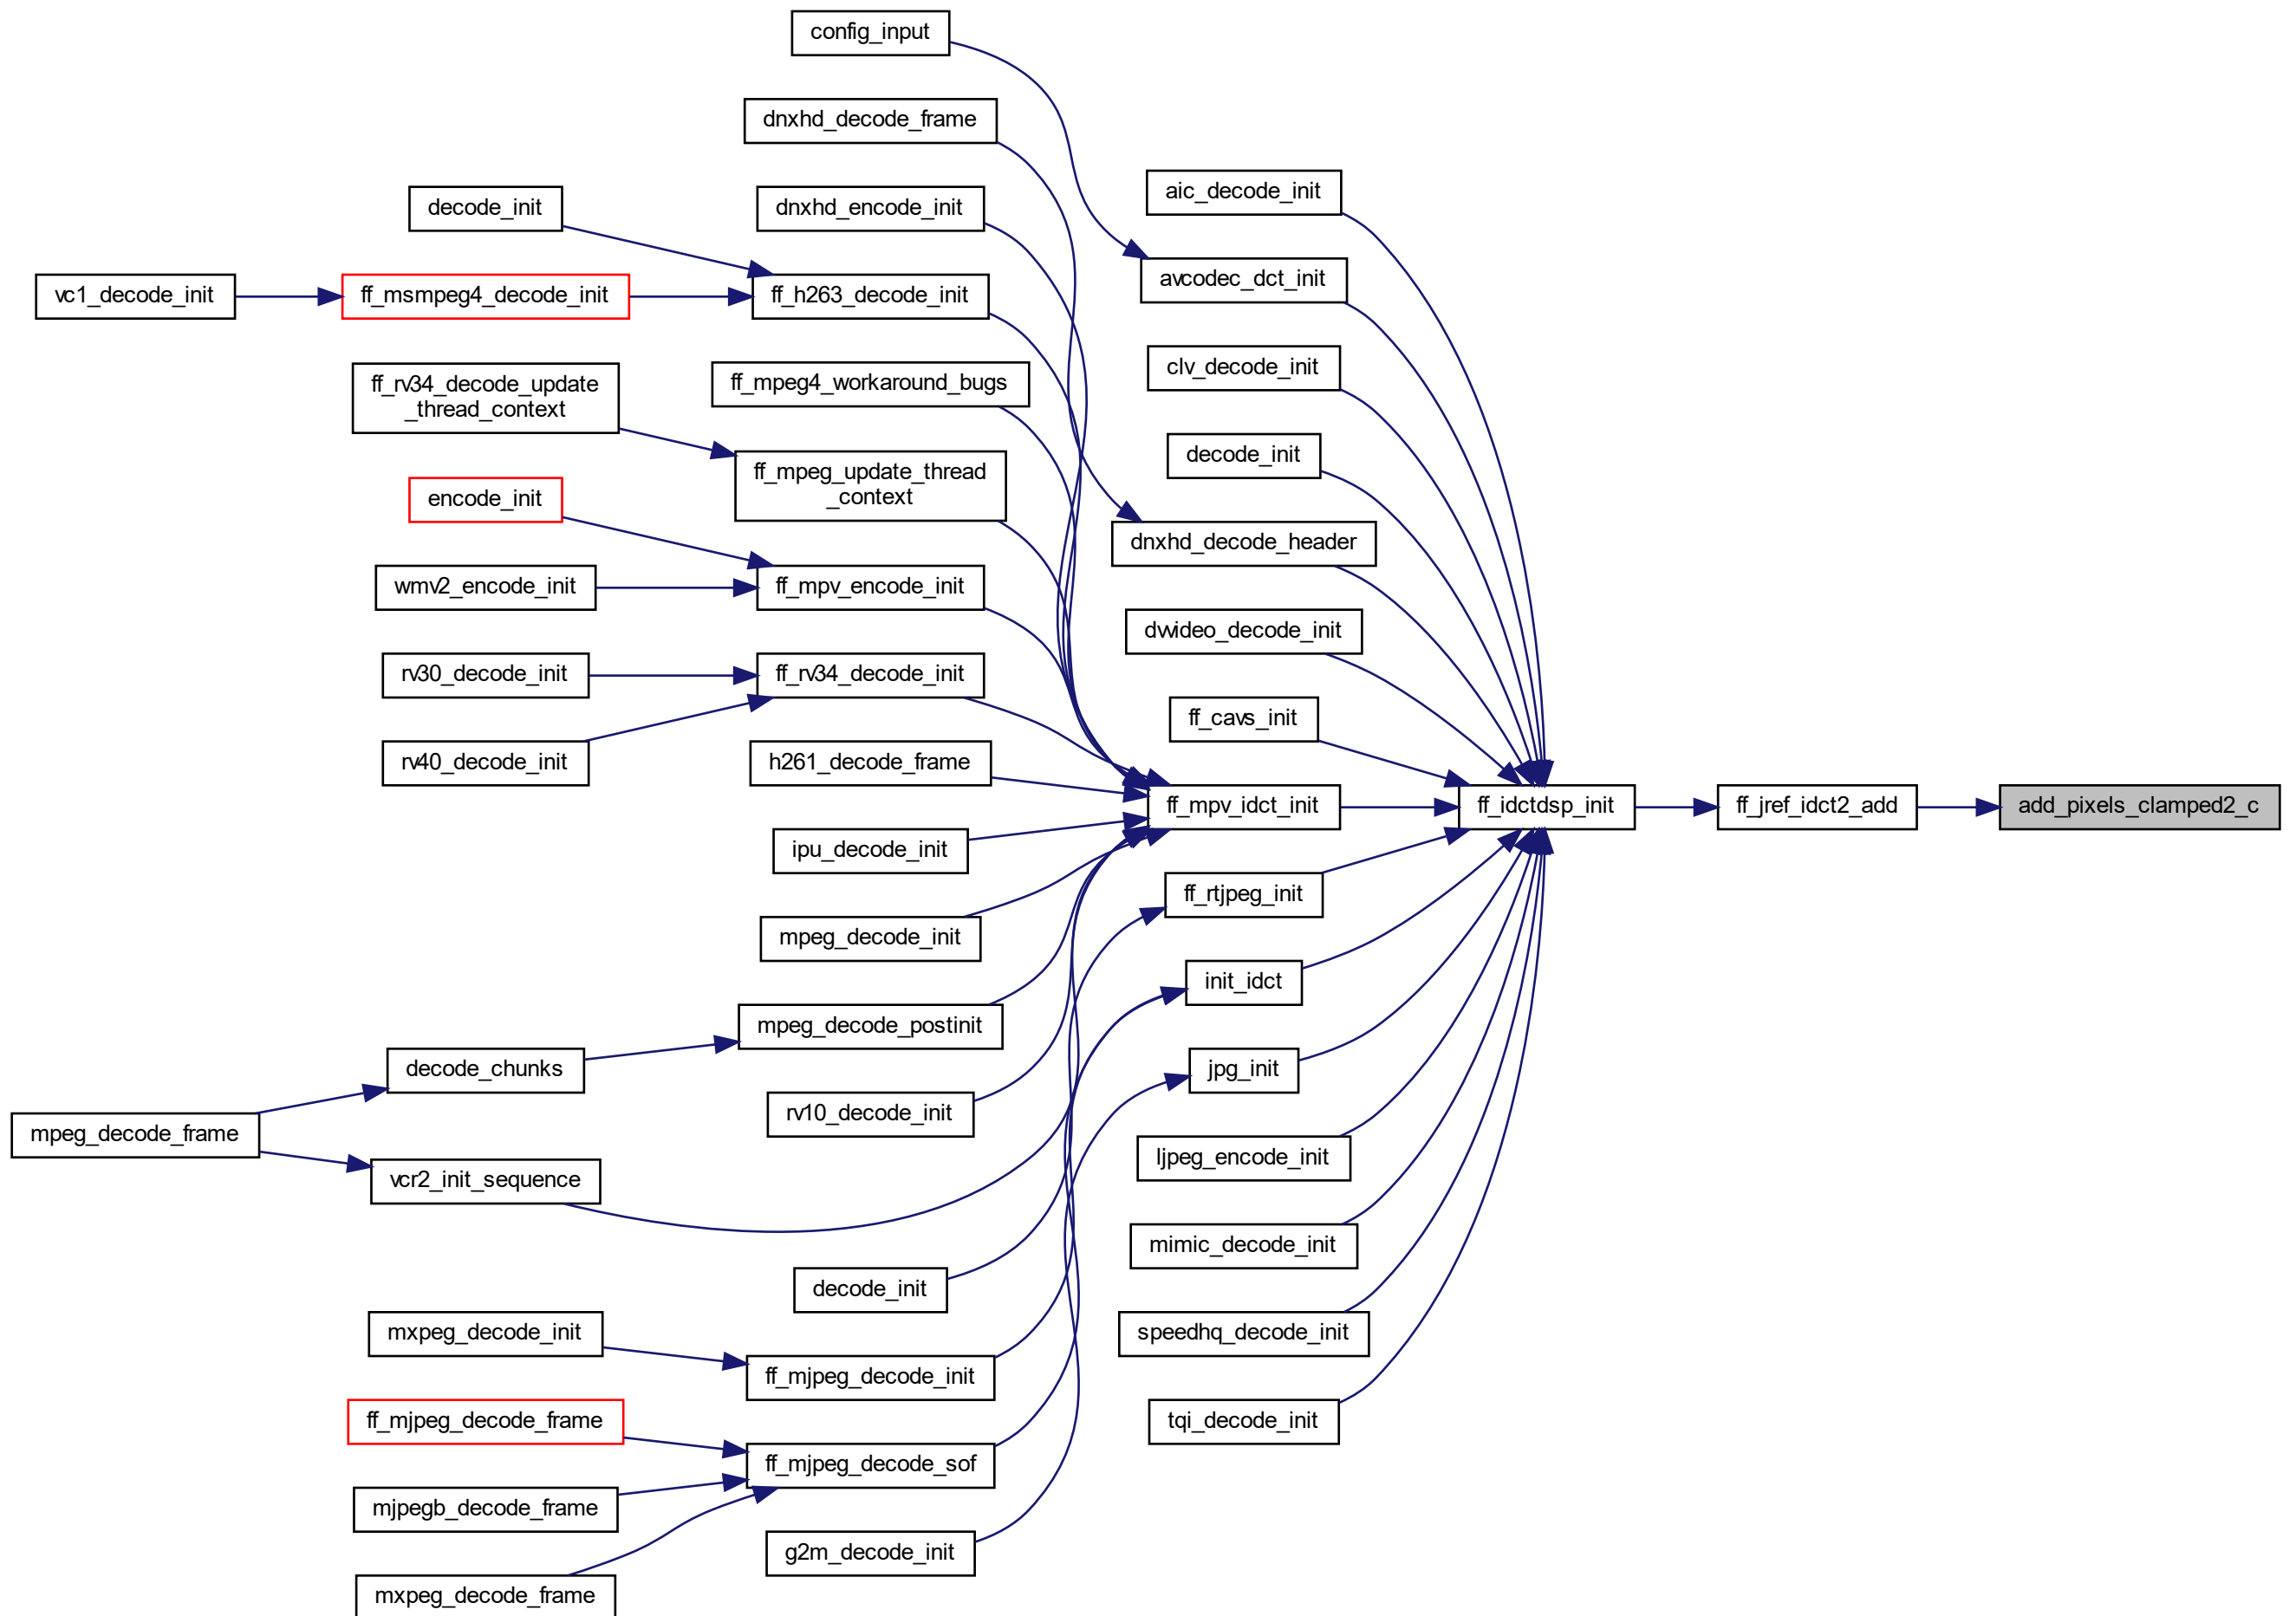 config_input
dnxhd_decode_frame
aic_decode_init
decode_init
dnxhd_encode_init
avcodec_dct_init
vc1_decode_init
ff_msmpeg4_decode_init
ff_h263_decode_init
clv_decode_init
ff_rv34_decode_update
_thread_context
ff_mpeg4_workaround_bugs
decode_init
ff_mpeg_update_thread
_context
encode_init
dnxhd_decode_header
wmv2_encode_init
ff_mpv_encode_init
dwideo_decode_init
rv30_decode_init
ff_rv34_decode_init
ff_cavs_init
rv40_decode_init
h261_decode_frame
ff_mpv_idct_init
ff_idctdsp_init
ff_jref_idct2_add
add_pixels_clamped2_c
ipu_decode_init
ff_rtjpeg_init
mpeg_decode_init
init_idct
mpeg_decode_postinit
decode_chunks
jpg_init
rv10_decode_init
mpeg_decode_frame
ljpeg_encode_init
vcr2_init_sequence
mimic_decode_init
decode_init
mxpeg_decode_init
speedhq_decode_init
ff_mjpeg_decode_init
ff_mjpeg_decode_frame
tqi_decode_init
ff_mjpeg_decode_sof
mjpegb_decode_frame
g2m_decode_init
mxpeg_decode_frame